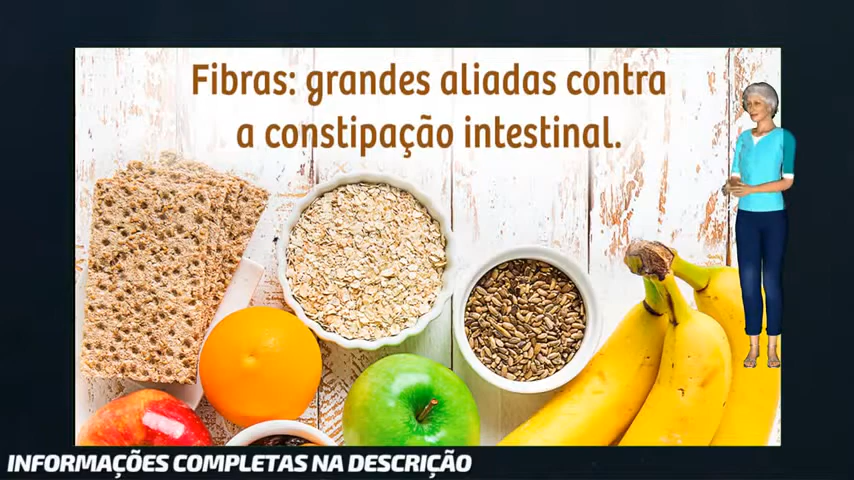 Fibras: grandes aliadas contra
a constipação intestinal.
INFORMAÇÕES COMPLETAS NA DESCRIÇÃO